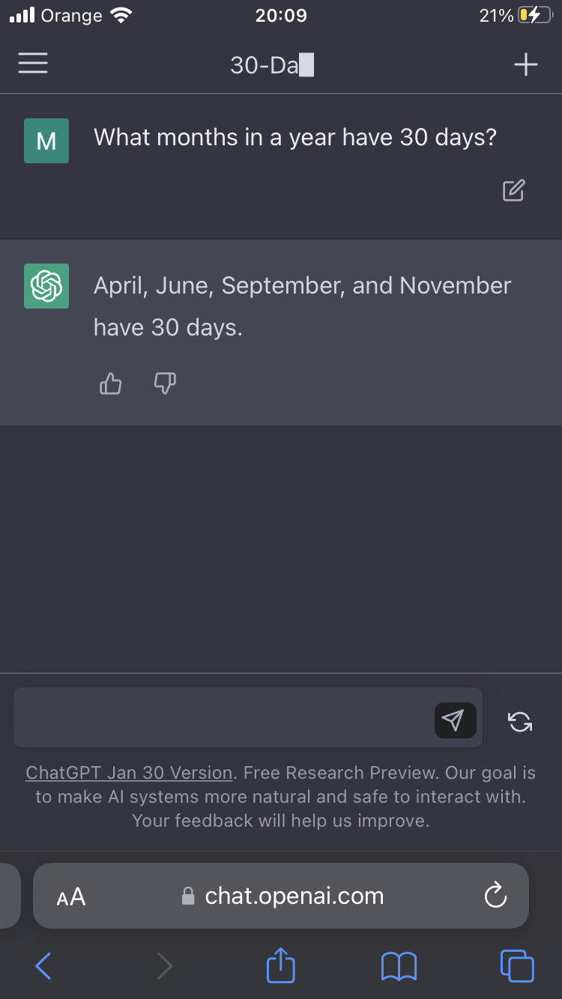 Orange 20:09 21%
30-Da
M
What months in a year have 30 days?
April, June, September, and November
have 30 days.
ChatGPT Jan 30 Version. Free Research Preview. Our goal is
to make AI systems more natural and safe to interact with.
Your feedback will help us improve.
AA chat.openai.com